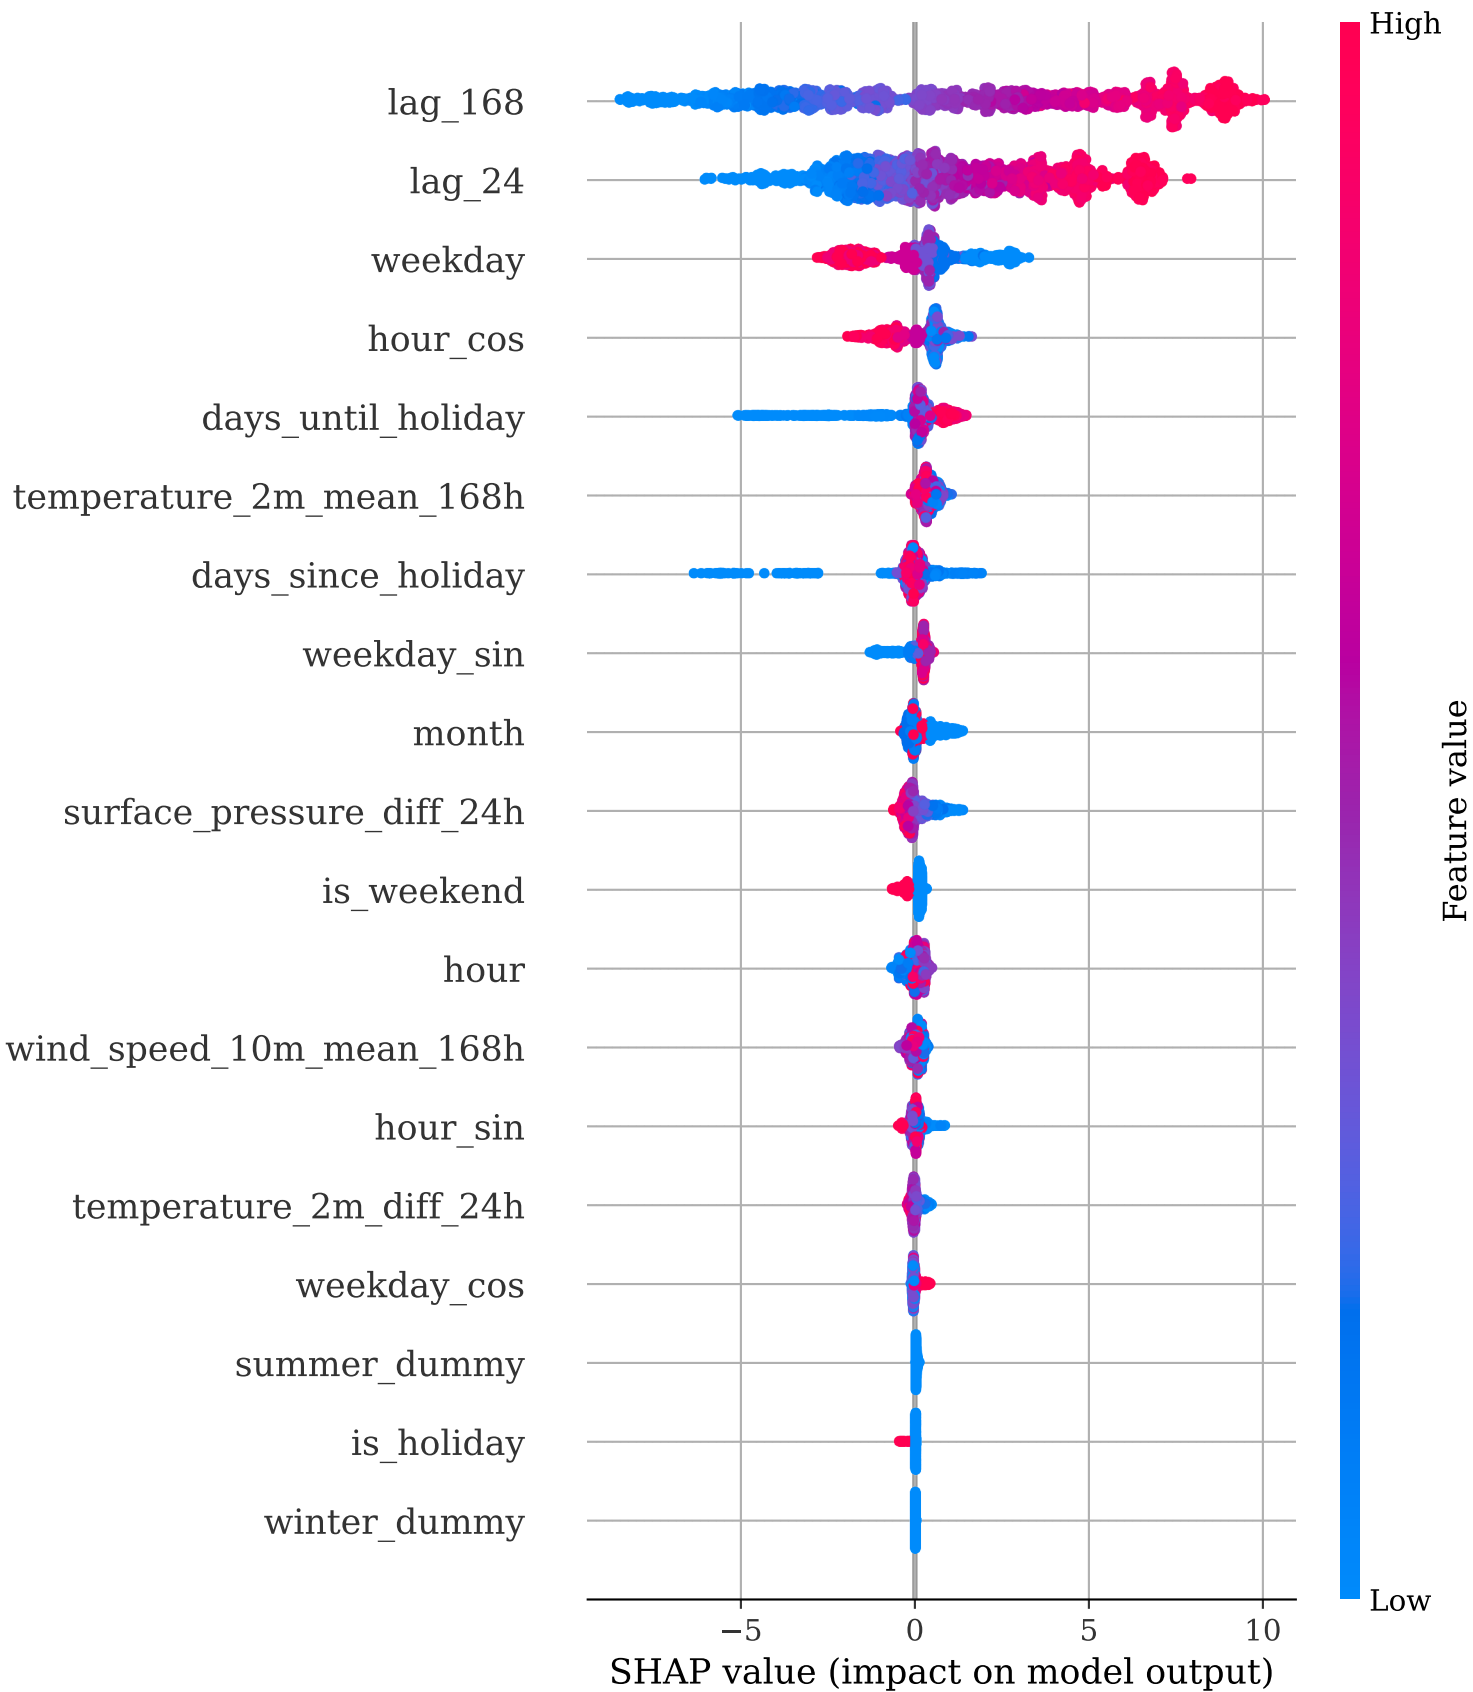 High
lag_168
lag_24
weekday
hour_cos
days_until_holiday
temperature_2m_mean_168h
days_since_holiday
weekday_sin
month
surface_pressure_diff_24h
is_weekend
hour
wind_speed_10m_mean_168h
hour_sin
temperature_2m_diff_24h
weekday_cos
summer_dummy
is_holiday
winter_dummy
Feature value
Low
−5 0 5 10
SHAP value (impact on model output)